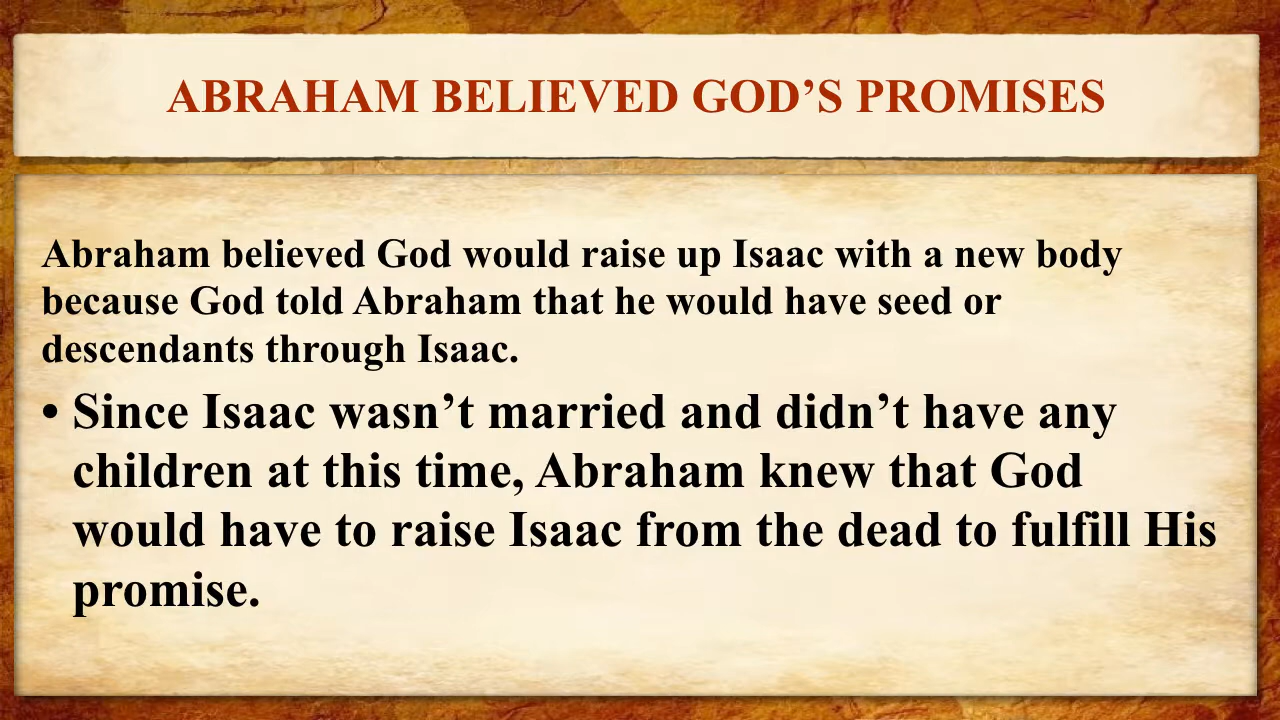 ABRAHAM BELIEVED GOD’S PROMISES
Abraham believed God would raise up Isaac with a new body
because God told Abraham that he would have seed or
descendants through Isaac.
• Since Isaac wasn’t married and didn’t have any
children at this time, Abraham knew that God
would have to raise Isaac from the dead to fulfill His
promise.